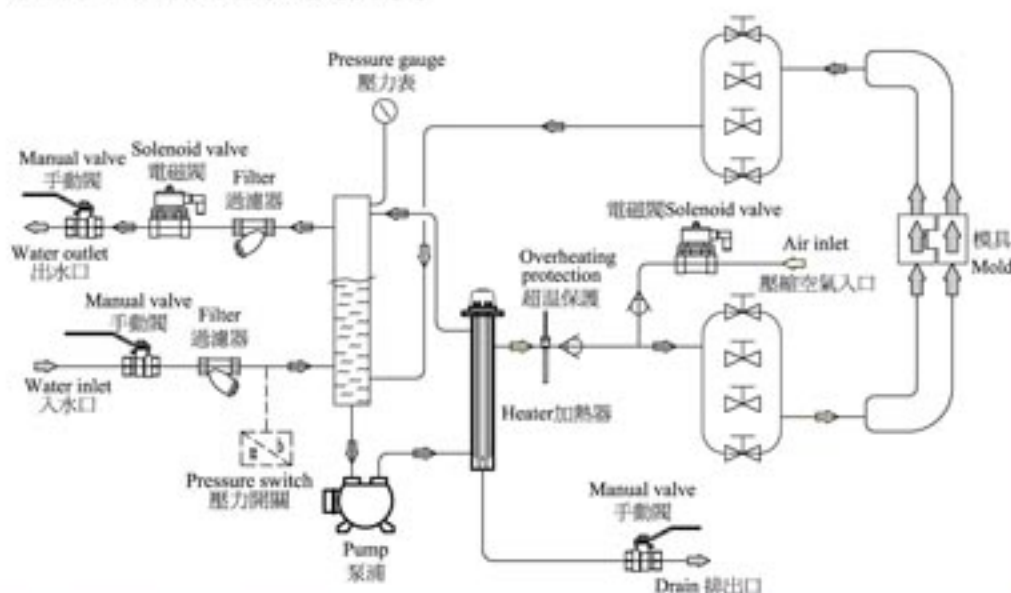 Pressure gauge
壓力表
Manual valve
手動閥
Solenoid valve
電磁閥
Filter
過濾器
Water outlet
出水口
電磁閥Solenoid valve
Air inlet
壓縮空氣入口
模具
Mold
Overheating
protection
超温保護
Manual valve
手動閥
Filter
過濾器
Water inlet
入水口
Heater加熱器
Pressure switch
壓力開關
Pump
泵浦
Manual valve
手動閥
Drain 排出口